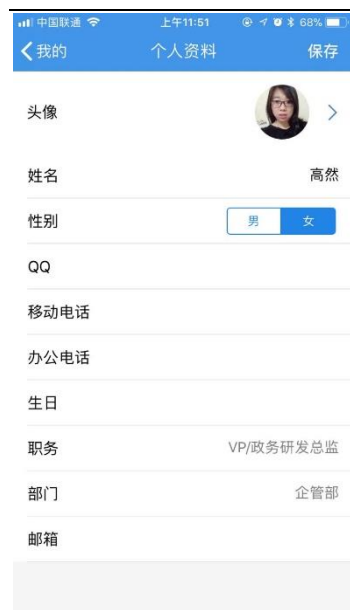 中国联通 上午11:51 68%
我的 个人资料 保存
头像
姓名 高然
性别 男 女
QQ
移动电话
办公电话
生日
职务 VP/政务研发总监
部门 企管部
邮箱